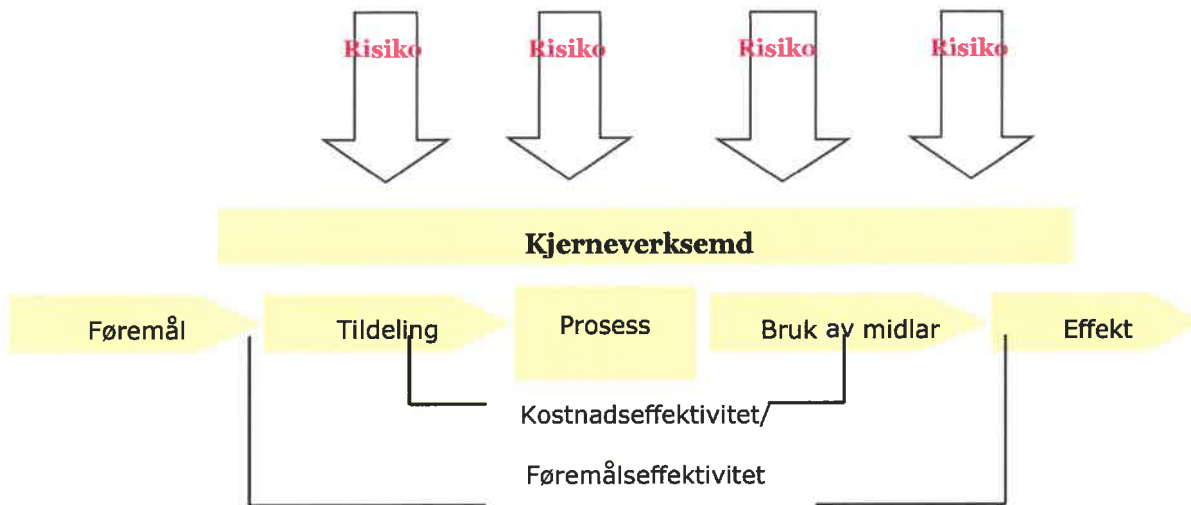 Risiko Risiko Risiko Risiko
Kjerneverksemd
Føremål Tildeling Prosess Bruk av midlar Effekt
Kostnadseffektivitet/
Føremålseffektivitet